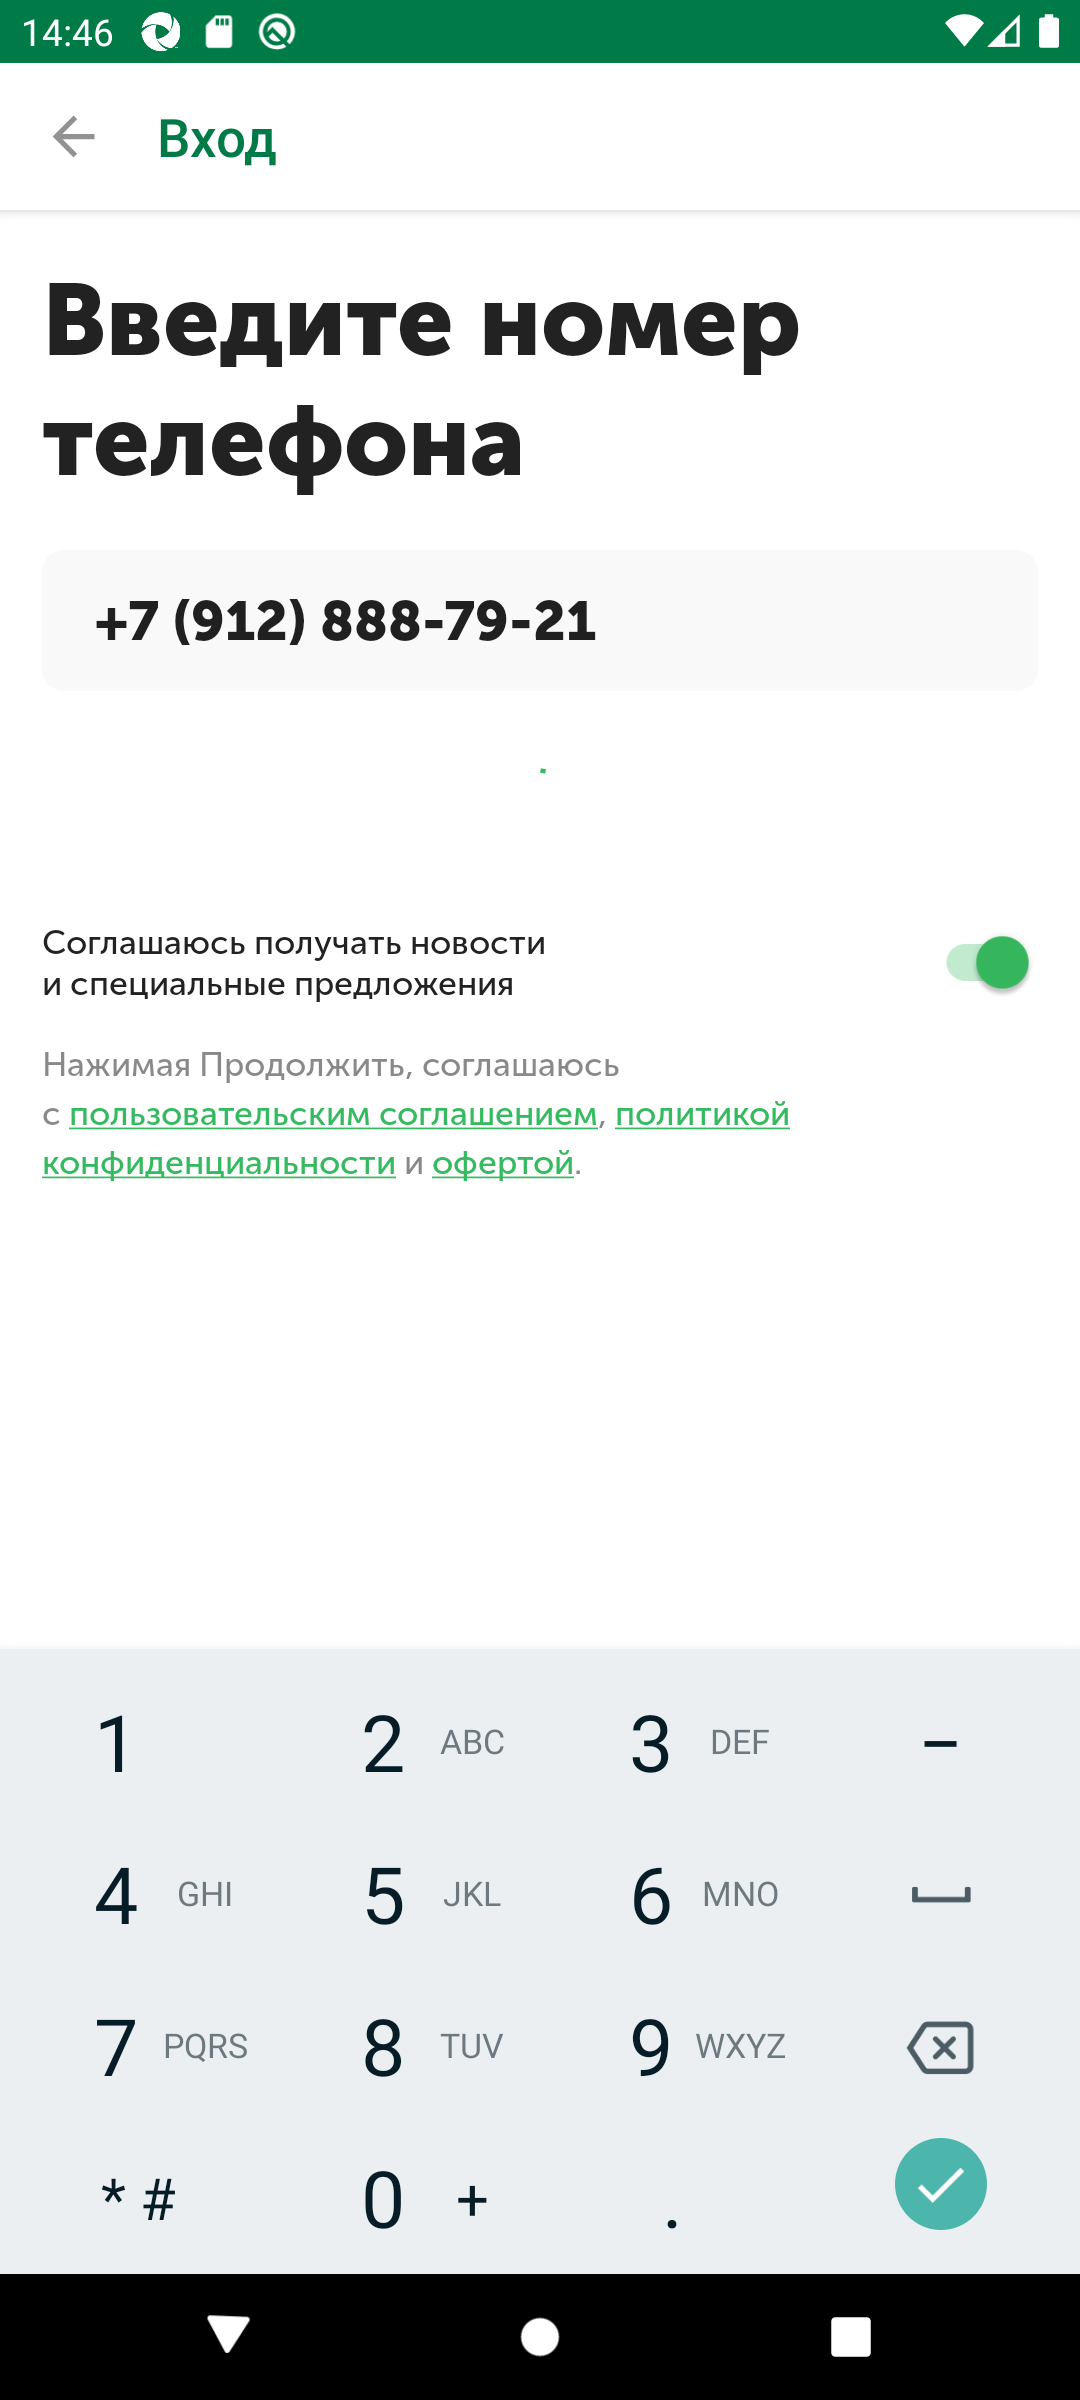 14:46
Вход
Введите номер
телефона
+7 (912) 888-79-21
Соглашаюсь получать новости
и специальные предложения
Нажимая Продолжить, соглашаюсь
с пользовательским соглашением, политикой
конфиденциальности и офертой.
1 2 ABC 3 DEF –
4 GHI 5 JKL 6 MNO
7 PQRS 8 TUV 9 WXYZ
* # 0 + .